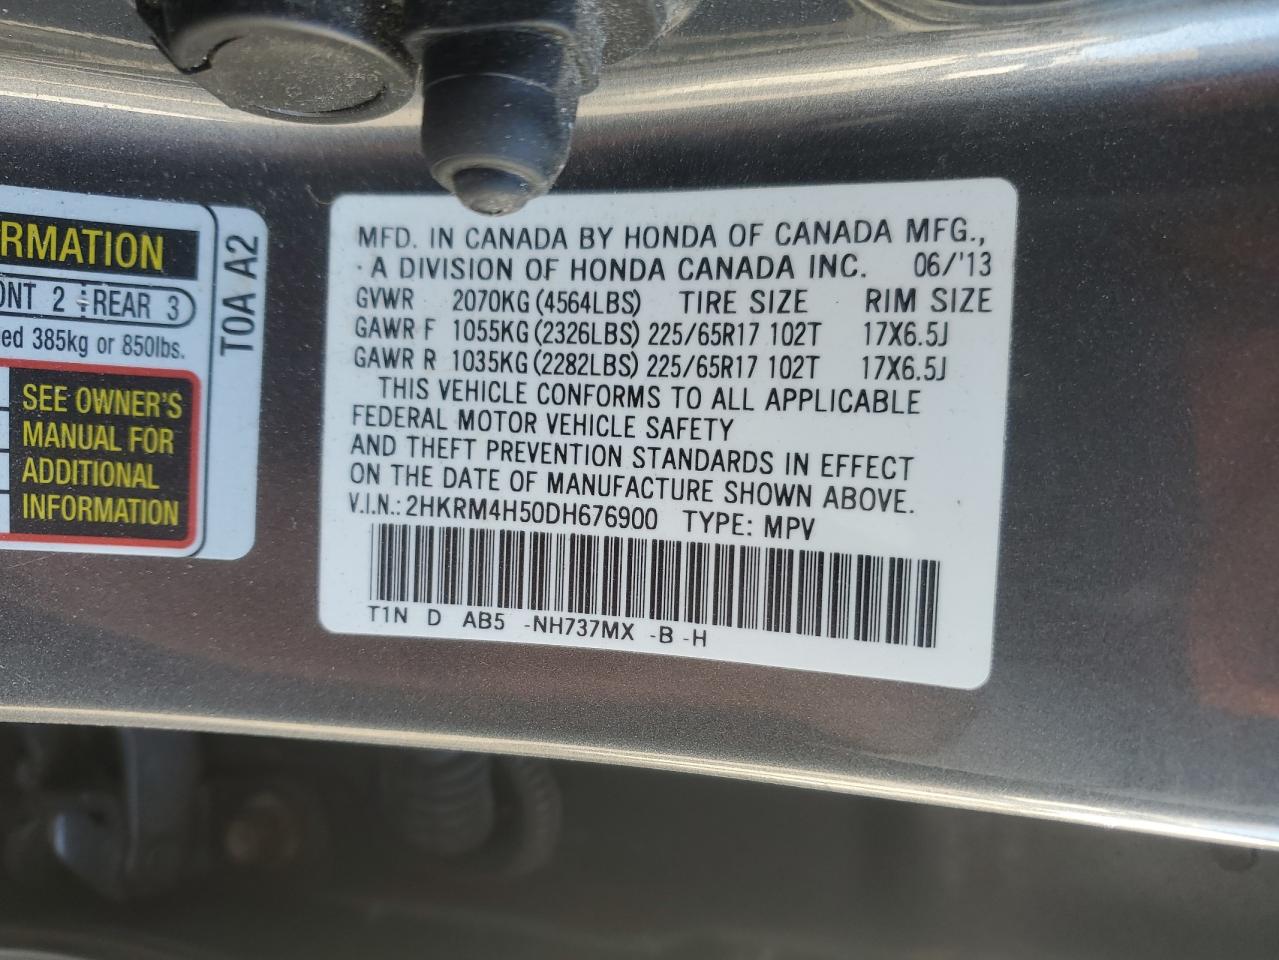 RMATION
ONT 2 REAR 3
ed 385kg or 850lbs.
SEE OWNER'S
MANUAL FOR
ADDITIONAL
INFORMATION
T0A A2
MFD. IN CANADA BY HONDA OF CANADA MFG.,
A DIVISION OF HONDA CANADA INC. 06/'13
GVWR 2070KG (4564LBS) TIRE SIZE RIM SIZE
GAWR F 1055KG (2326LBS) 225/65R17 102T 17X6.5J
GAWR R 1035KG (2282LBS) 225/65R17 102T 17X6.5J
THIS VEHICLE CONFORMS TO ALL APPLICABLE
FEDERAL MOTOR VEHICLE SAFETY
AND THEFT PREVENTION STANDARDS IN EFFECT
ON THE DATE OF MANUFACTURE SHOWN ABOVE.
V.I.N.: 2HKRM4H50DH676900 TYPE: MPV
T1N D AB5 -NH737MX -B -H